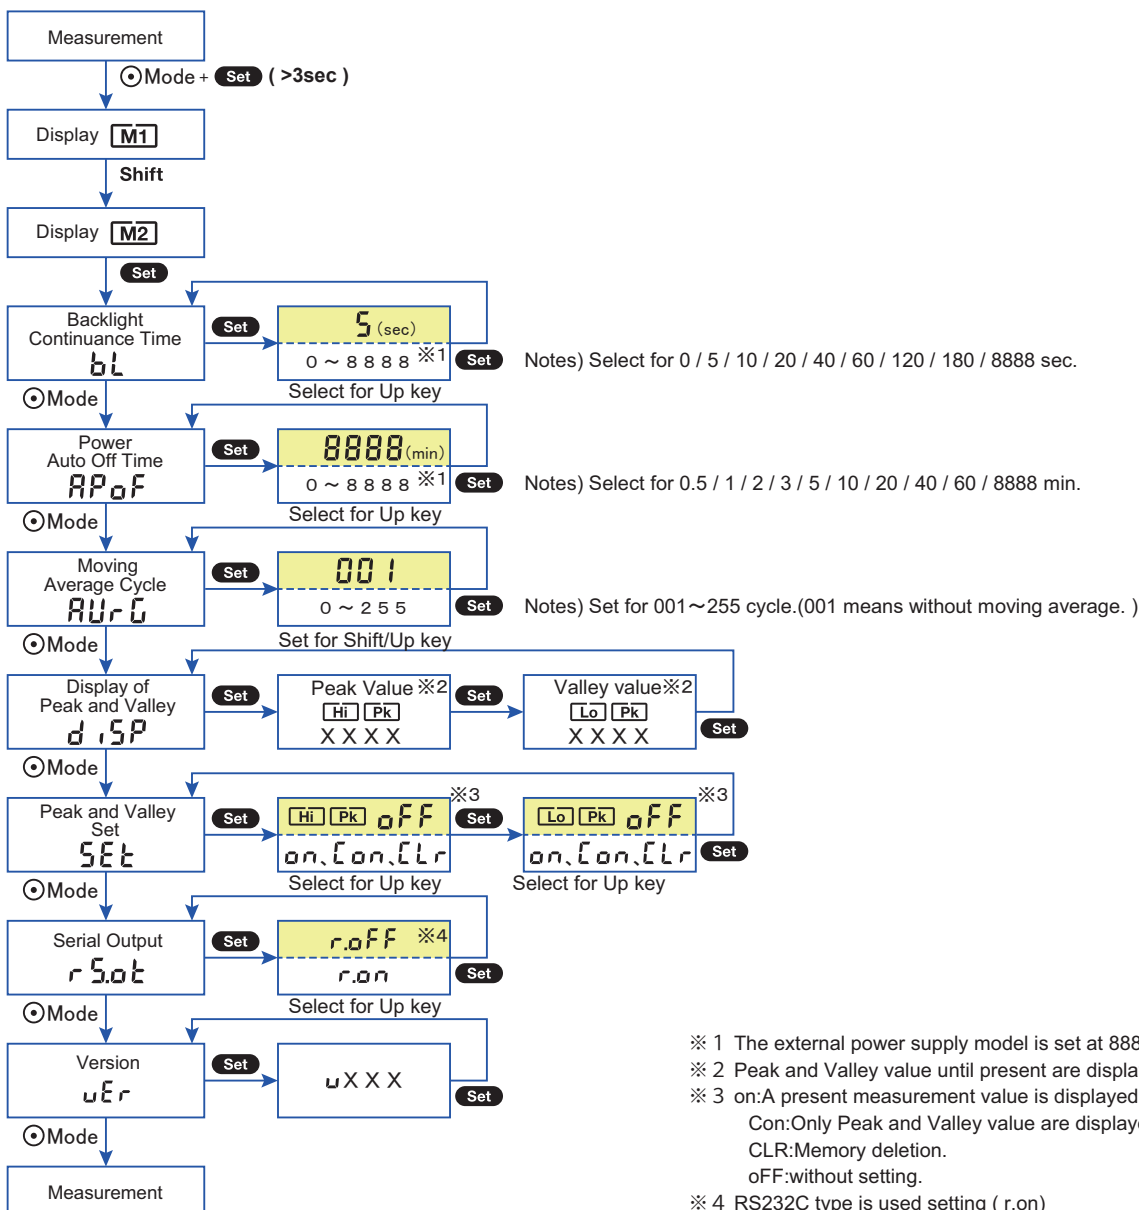 Measurement
Mode + Set ( >3sec )
Display M1
Shift
Display M2
Set
Backlight
Continuance Time
bL
Set
5 (sec)
0～8888 ※1
Set
Notes) Select for 0 / 5 / 10 / 20 / 40 / 60 / 120 / 180 / 8888 sec.
Select for Up key
Mode
Power
Auto Off Time
APoF
Set
8888 (min)
0～8888 ※1
Set
Notes) Select for 0.5 / 1 / 2 / 3 / 5 / 10 / 20 / 40 / 60 / 8888 min.
Select for Up key
Mode
Moving
Average Cycle
AUrG
Set
001
0～255
Set
Notes) Set for 001～255 cycle.(001 means without moving average. )
Set for Shift/Up key
Mode
Display of
Peak and Valley
diSP
Set
Peak Value ※2
Hi Pk
XXXX
Set
Valley value※2
Lo Pk
XXXX
Set
Mode
Peak and Valley
Set
SEt
Set
Hi Pk oFF ※3
on、Con、CLr
Set
Select for Up key
Lo Pk oFF ※3
on、Con、CLr
Set
Select for Up key
Mode
Serial Output
rS.ot
Set
r.oFF ※4
r.on
Set
Select for Up key
Mode
Version
vEr
Set
vXXX
Set
Mode
Measurement
※1 The external power supply model is set at 888
※2 Peak and Valley value until present are displa
※3 on:A present measurement value is displayed
Con:Only Peak and Valley value are display
CLR:Memory deletion.
oFF:without setting.
※4 RS232C type is used setting ( r.on)